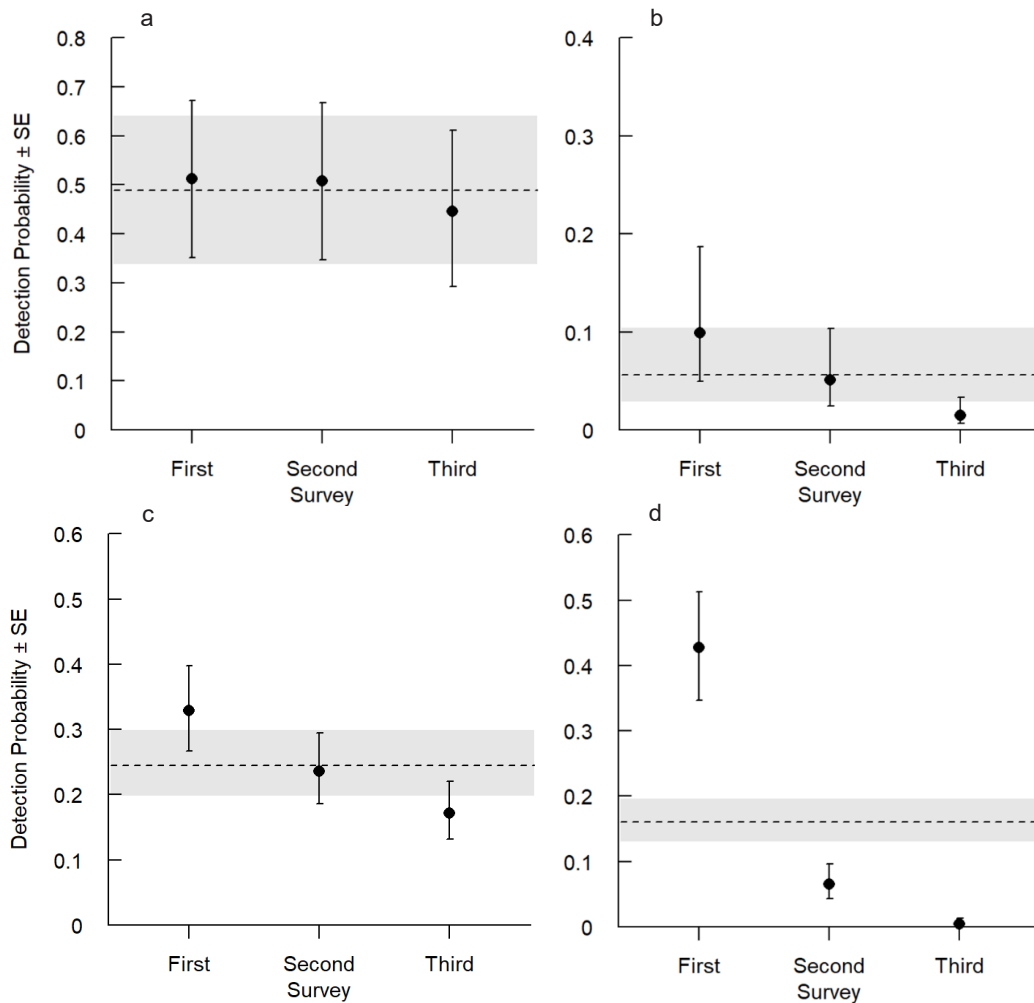 a
0.8
0.7
0.6
0.5
0.4
0.3
0.2
0.1
0
Detection Probability ± SE
First
Second
Third
Survey
b
0.4
0.3
0.2
0.1
0
First
Second
Third
Survey
c
0.6
0.5
0.4
0.3
0.2
0.1
0
Detection Probability ± SE
First
Second
Third
Survey
d
0.6
0.5
0.4
0.3
0.2
0.1
0
First
Second
Third
Survey